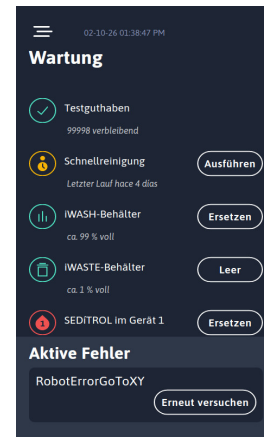 02-10-26 01:38:47 PM
Wartung
Testguthaben
99998 verbleibend
Schnellreinigung
Ausführen
Letzter Lauf hace 4 días
iWASH-Behälter
Ersetzen
ca. 99 % voll
iWASTE-Behälter
Leer
ca. 1 % voll
1
SEDiTROL im Gerät 1
Ersetzen
Aktive Fehler
RobotErrorGoToXY
Erneut versuchen